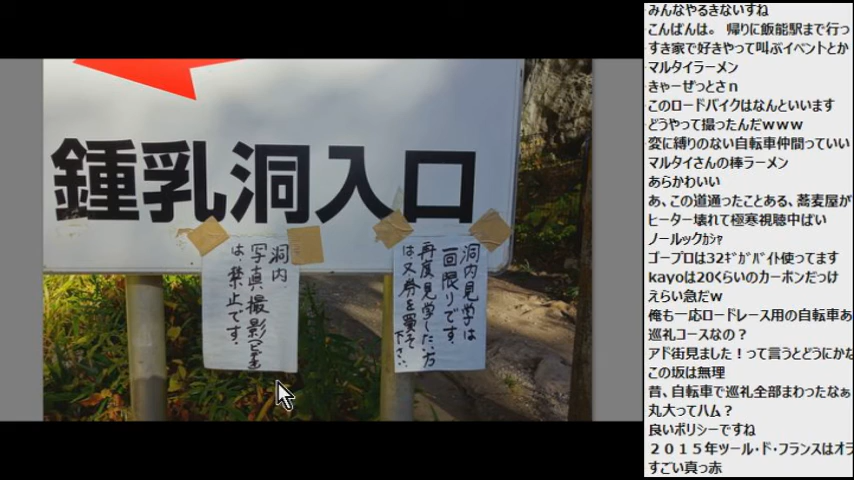 鍾乳洞入口
洞内
写真撮影
は禁止です。
洞内見学は
一回限りです。
再度見学したい方
は又券を買って
下さい。
みんなやるきないすね
こんばんは。 帰りに飯能駅まで行っ
すき家で好きやって叫ぶイベントとか
マルタイラーメン
きゃーぜっとさｎ
このロードバイクはなんといいます
どうやって撮ったんだｗｗｗ
変に縛りのない自転車仲間っていい
マルタイさんの棒ラーメン
あらかわいい
あ、この道通ったことある、蕎麦屋が
ヒーター壊れて極寒視聴中ばい
ノールックｶｼｬ
ゴープロは32ｷﾞｶﾞﾊﾞｲﾄ使ってます
kayoは20くらいのカーボンだっけ
えらい急だｗ
俺も一応ロードレース用の自転車あ
巡礼コースなの？
アド街見ました！って言うとどうにかな
この坂は無理
昔、自転車で巡礼全部まわったなぁ
丸大ってハム？
良いポリシーですね
２０１５年ツール・ド・フランスはオラ
すごい真っ赤